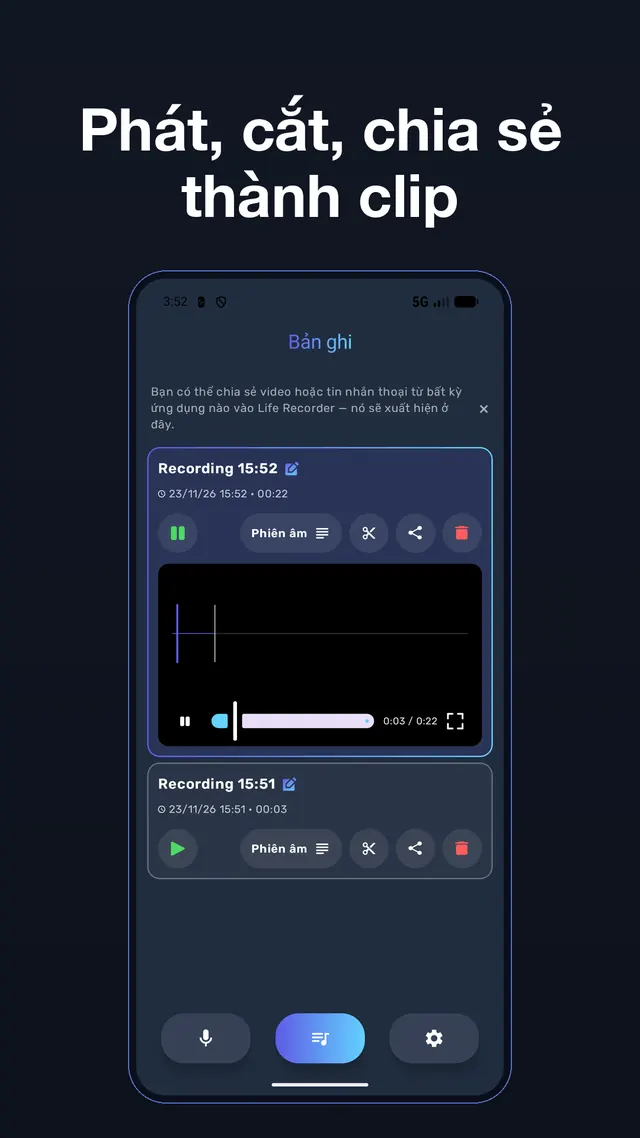 Phát, cắt, chia sẻ
thành clip
3:52
5G
Bản ghi
Bạn có thể chia sẻ video hoặc tin nhắn thoại từ bất kỳ
ứng dụng nào vào Life Recorder — nó sẽ xuất hiện ở
đây.
Recording 15:52
23/11/26 15:52 • 00:22
Phiên âm
0:03 / 0:22
Recording 15:51
23/11/26 15:51 • 00:03
Phiên âm